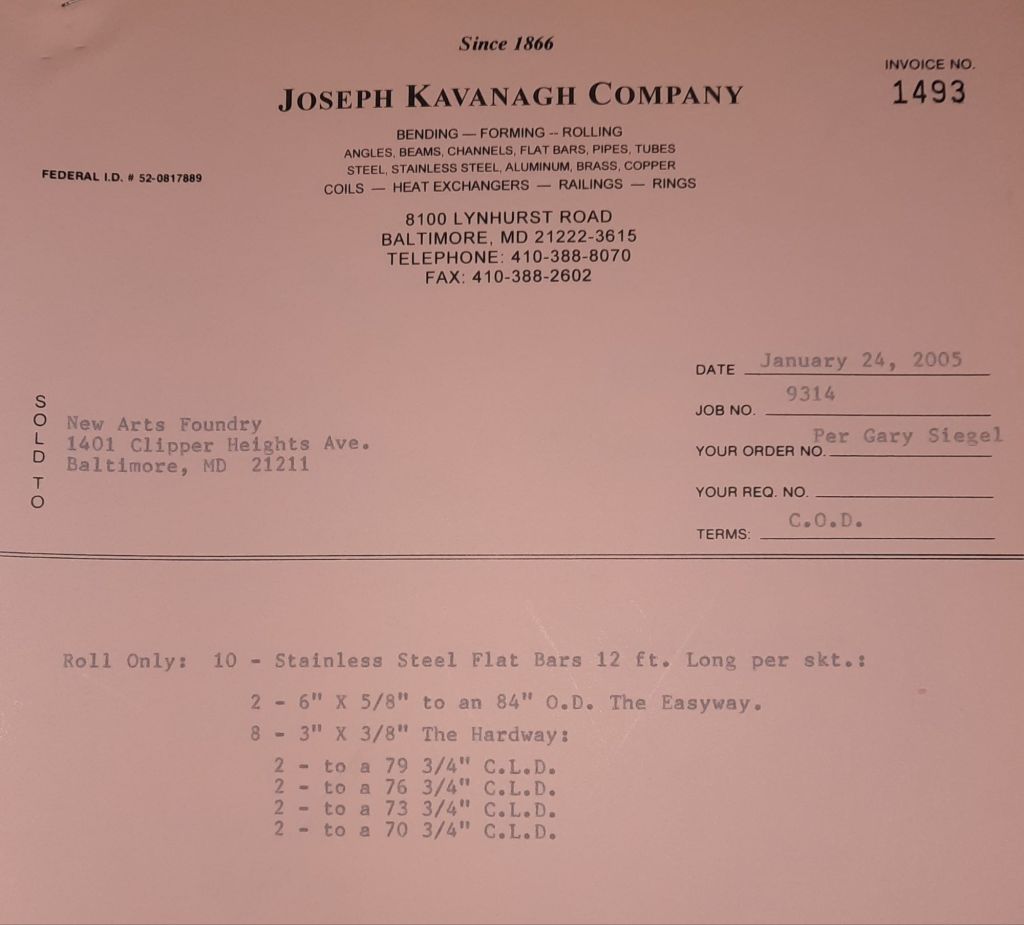 Since 1866
INVOICE NO.
JOSEPH KAVANAGH COMPANY
1493
BENDING — FORMING -- ROLLING
ANGLES, BEAMS, CHANNELS, FLAT BARS, PIPES, TUBES
STEEL, STAINLESS STEEL, ALUMINUM, BRASS, COPPER
COILS — HEAT EXCHANGERS — RAILINGS — RINGS
FEDERAL I.D. # 52-0817889
8100 LYNHURST ROAD
BALTIMORE, MD 21222-3615
TELEPHONE: 410-388-8070
FAX: 410-388-2602
DATE January 24, 2005
JOB NO. 9314
YOUR ORDER NO. Per Gary Siegel
YOUR REQ. NO.
TERMS: C.O.D.
SOLD TO
New Arts Foundry
1401 Clipper Heights Ave.
Baltimore, MD 21211
Roll Only: 10 - Stainless Steel Flat Bars 12 ft. Long per skt.:
2 - 6" X 5/8" to an 84" O.D. The Easyway.
8 - 3" X 3/8" The Hardway:
2 - to a 79 3/4" C.L.D.
2 - to a 76 3/4" C.L.D.
2 - to a 73 3/4" C.L.D.
2 - to a 70 3/4" C.L.D.